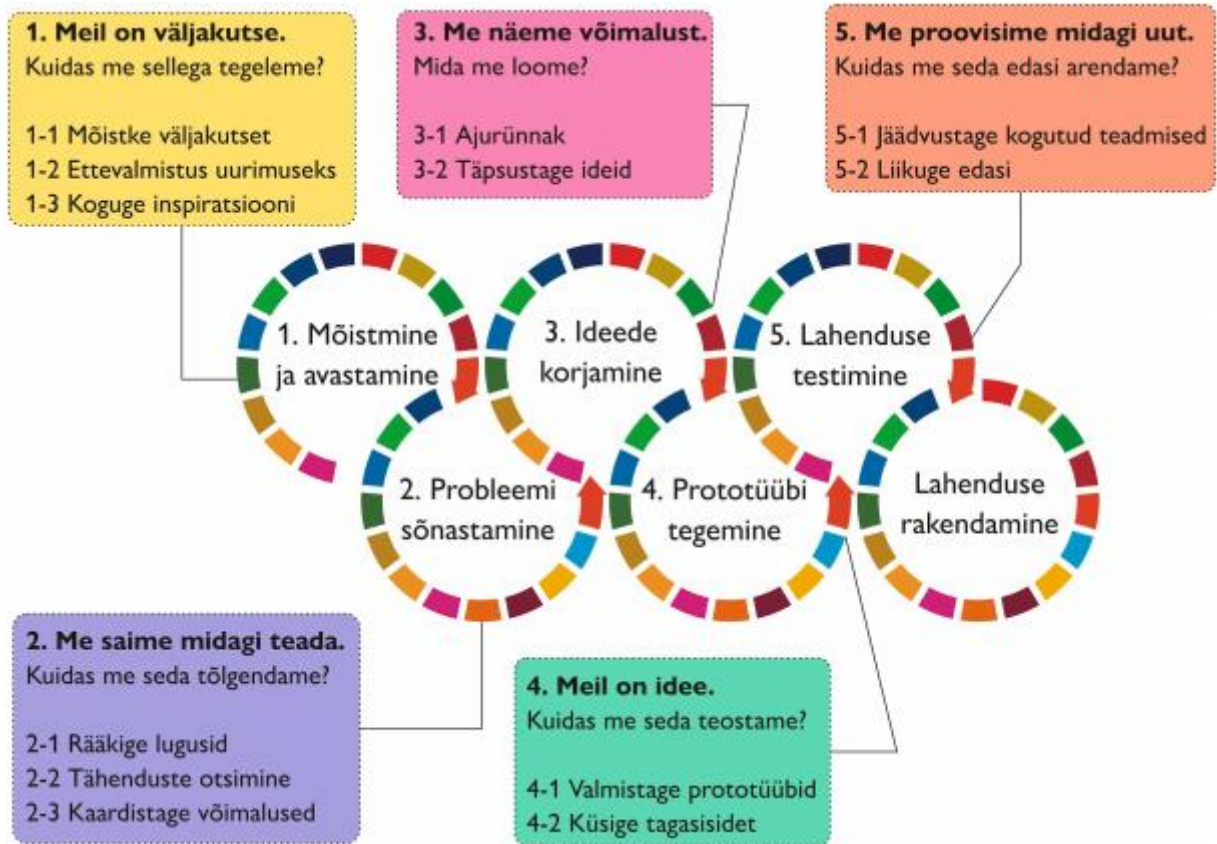 1. Meil on väljakutse.
Kuidas me sellega tegeleme?
1-1 Mõistke väljakutset
1-2 Ettevalmistus uurimuseks
1-3 Koguge inspiratsiooni
3. Me näeme võimalust.
Mida me loome?
3-1 Ajurünnak
3-2 Täpsustage ideid
5. Me proovisime midagi uut.
Kuidas me seda edasi arendame?
5-1 Jäädvustage kogutud teadmised
5-2 Liikuge edasi
1. Mõistmine
ja avastamine
3. Ideede
korjamine
5. Lahenduse
testimine
2. Probleemi
sõnastamine
4. Prototüübi
tegemine
Lahenduse
rakendamine
2. Me saime midagi teada.
Kuidas me seda tõlgendame?
2-1 Rääkige lugusid
2-2 Tähenduste otsimine
2-3 Kaardistage võimalused
4. Meil on idee.
Kuidas me seda teostame?
4-1 Valmistage prototüübid
4-2 Küsige tagasisidet